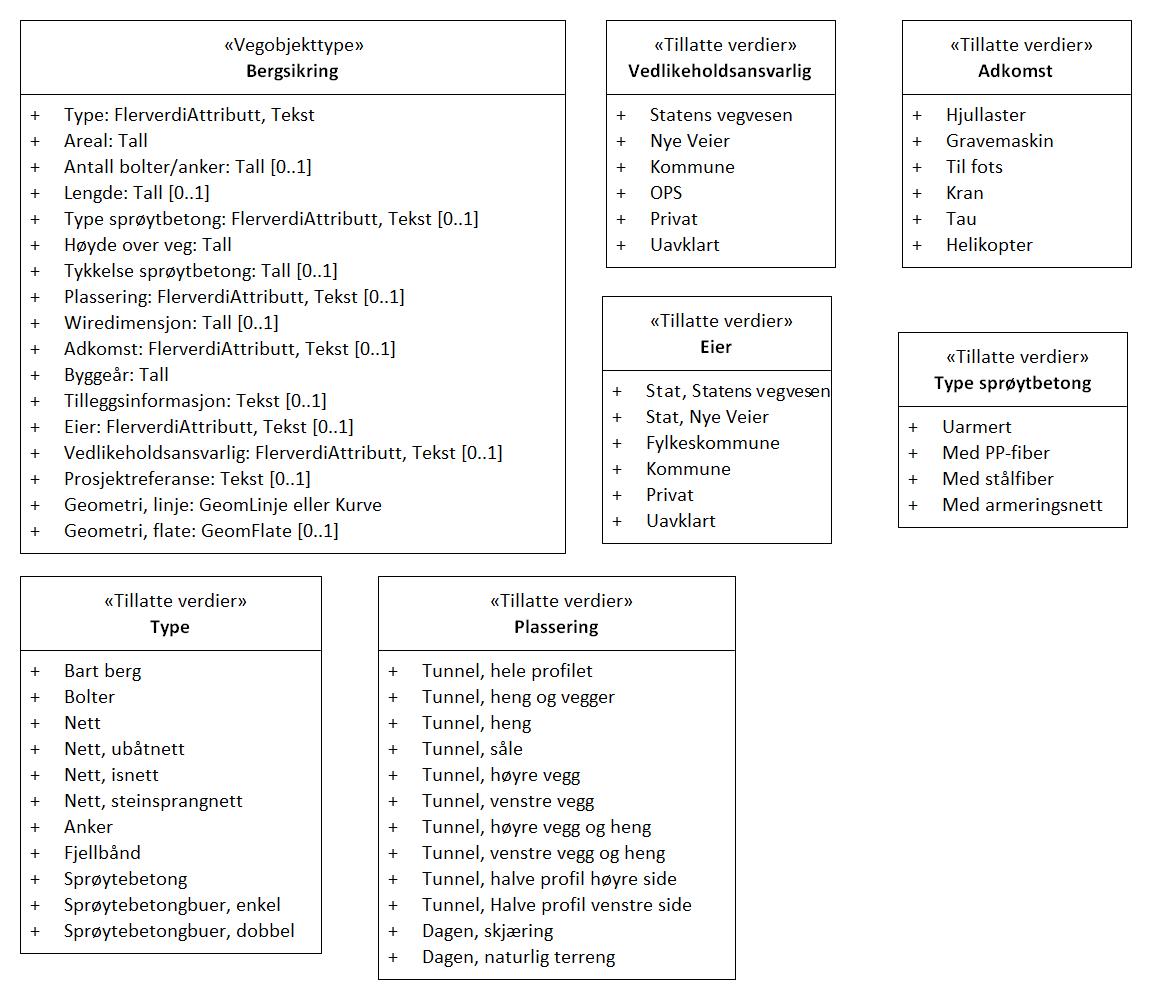 «Vegobjekttype»
Bergsikring
+ Type: FlerverdiAttributt, Tekst
+ Areal: Tall
+ Antall bolter/anker: Tall [0..1]
+ Lengde: Tall [0..1]
+ Type sprøytbetong: FlerverdiAttributt, Tekst [0..1]
+ Høyde over veg: Tall
+ Tykkelse sprøytbetong: Tall [0..1]
+ Plassering: FlerverdiAttributt, Tekst [0..1]
+ Wiredimensjon: Tall [0..1]
+ Adkomst: FlerverdiAttributt, Tekst [0..1]
+ Byggeår: Tall
+ Tilleggsinformasjon: Tekst [0..1]
+ Eier: FlerverdiAttributt, Tekst [0..1]
+ Vedlikeholdsansvarlig: FlerverdiAttributt, Tekst [0..1]
+ Prosjektreferanse: Tekst [0..1]
+ Geometri, linje: GeomLinje eller Kurve
+ Geometri, flate: GeomFlate [0..1]
«Tillatte verdier»
Vedlikeholdsansvarlig
+ Statens vegvesen
+ Nye Veier
+ Kommune
+ OPS
+ Privat
+ Uavklart
«Tillatte verdier»
Adkomst
+ Hjullaster
+ Gravemaskin
+ Til fots
+ Kran
+ Tau
+ Helikopter
«Tillatte verdier»
Eier
+ Stat, Statens vegvesen
+ Stat, Nye Veier
+ Fylkeskommune
+ Kommune
+ Privat
+ Uavklart
«Tillatte verdier»
Type sprøytbetong
+ Uarmert
+ Med PP-fiber
+ Med stålfiber
+ Med armeringsnett
«Tillatte verdier»
Type
+ Bart berg
+ Bolter
+ Nett
+ Nett, ubåtnett
+ Nett, isnett
+ Nett, steinsprangnett
+ Anker
+ Fjellbånd
+ Sprøytebetong
+ Sprøytebetongbuer, enkel
+ Sprøytebetongbuer, dobbel
«Tillatte verdier»
Plassering
+ Tunnel, hele profilet
+ Tunnel, heng og vegger
+ Tunnel, heng
+ Tunnel, såle
+ Tunnel, høyre vegg
+ Tunnel, venstre vegg
+ Tunnel, høyre vegg og heng
+ Tunnel, venstre vegg og heng
+ Tunnel, halve profil høyre side
+ Tunnel, Halve profil venstre side
+ Dagen, skjæring
+ Dagen, naturlig terreng